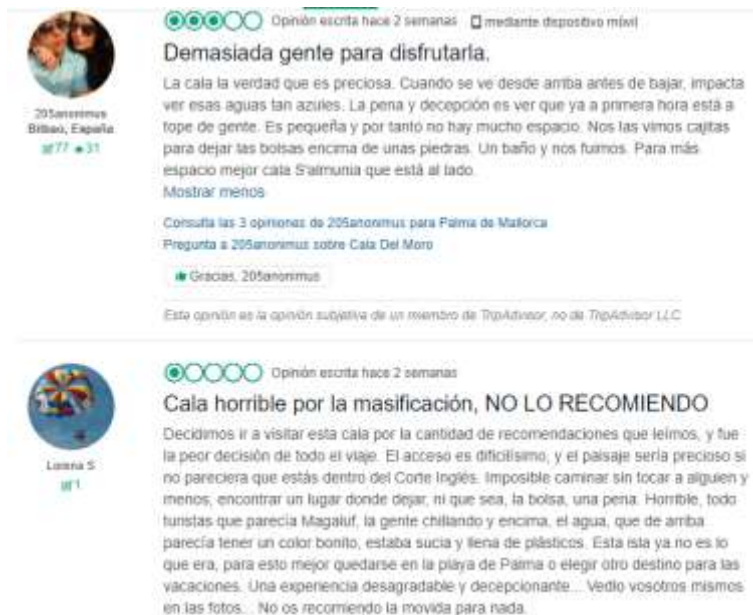 Opinión escrita hace 2 semanas mediante dispositivo móvil
Demasiada gente para disfrutarla.
La cala la verdad que es preciosa. Cuando se ve desde arriba antes de bajar, impacta
ver esas aguas tan azules. La pena y decepción es ver que ya a primera hora está a
tope de gente. Es pequeña y por tanto no hay mucho espacio. Nos las vimos cajitas
para dejar las bolsas encima de unas piedras. Un baño y nos fuimos. Para más
espacio mejor cala S'almunia que está al lado.
Mostrar menos
205anonimus
Bilbao, España
77 31
Consulta las 3 opiniones de 205anonimus para Palma de Mallorca
Pregunta a 205anonimus sobre Cala Del Moro
Gracias, 205anonimus
Esta opinión es la opinión subjetiva de un miembro de TripAdvisor, no de TripAdvisor LLC
Opinión escrita hace 2 semanas
Cala horrible por la masificación, NO LO RECOMIENDO
Decidimos ir a visitar esta cala por la cantidad de recomendaciones que leímos, y fue
la peor decisión de todo el viaje. El acceso es dificilísimo, y el paisaje sería precioso si
no pareciera que estás dentro del Corte Inglés. Imposible caminar sin tocar a alguien y
menos, encontrar un lugar donde dejar, ni que sea, la bolsa, una pena. Horrible, todo
turistas que parecía Magaluf, la gente chillando y encima, el agua, que de arriba
parecía tener un color bonito, estaba sucia y llena de plásticos. Esta isla ya no es lo
que era, para esto mejor quedarse en la playa de Palma o elegir otro destino para las
vacaciones. Una experiencia desagradable y decepcionante... Vedlo vosotros mismos
en las fotos... No os recomiendo la movida para nada.
Lorena S
1